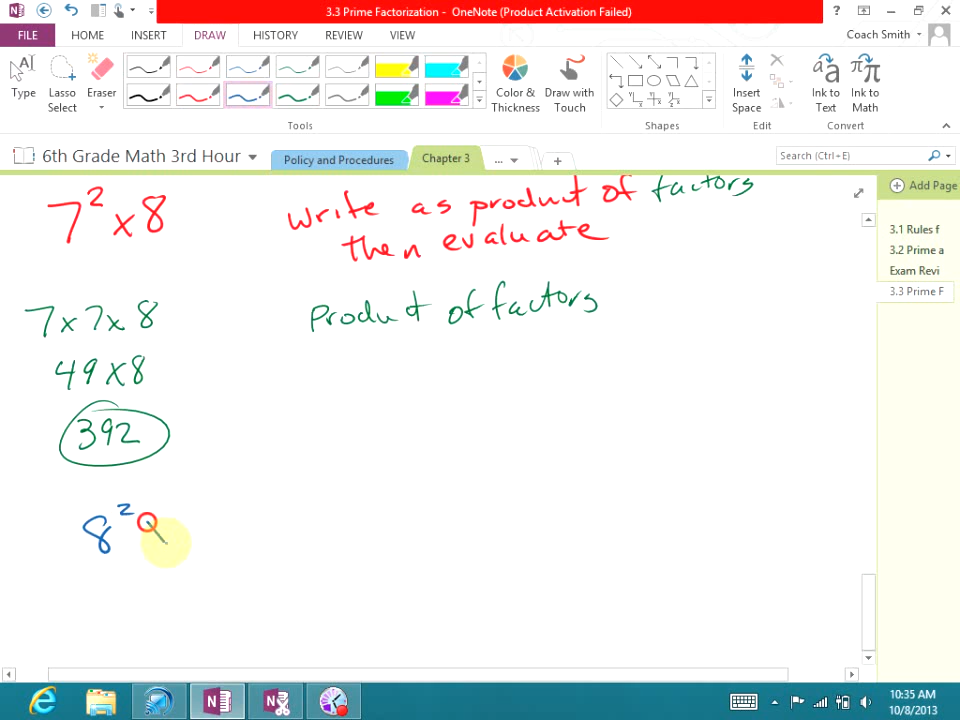 3.3 Prime Factorization - OneNote (Product Activation Failed)
FILE HOME INSERT DRAW HISTORY REVIEW VIEW Coach Smith
Type Lasso Select Eraser Color & Thickness Draw with Touch Insert Space Ink to Text Ink to Math
Tools Shapes Edit Convert
6th Grade Math 3rd Hour Policy and Procedures Chapter 3 ... + Search (Ctrl+E)
Add Page
3.1 Rules f
3.2 Prime a
Exam Revi
3.3 Prime F
7² x 8 write as product of factors
then evaluate
7 x 7 x 8 Product of factors
49 x 8
392
8²
10:35 AM
10/8/2013